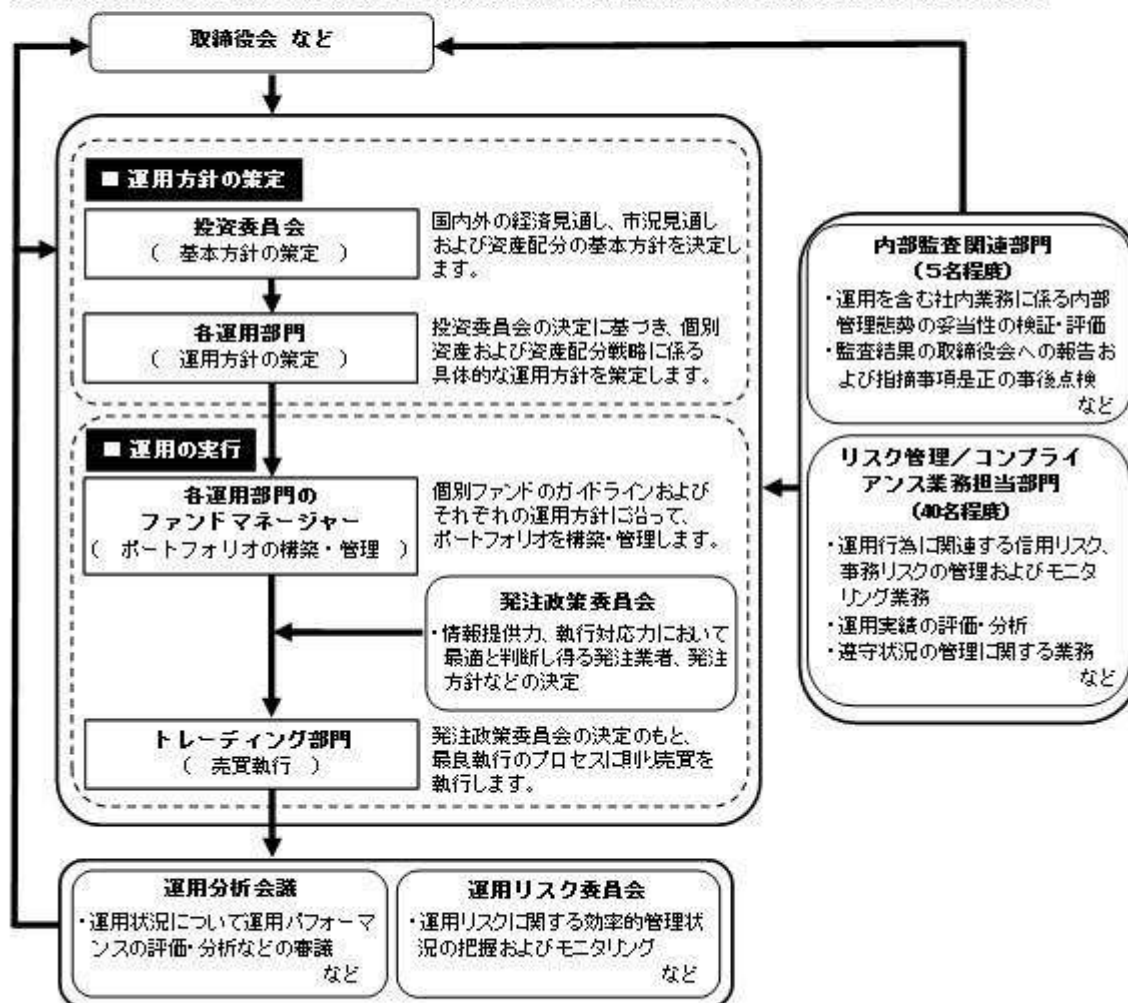 取締役会 など
■ 運用方針の策定
投資委員会
( 基本方針の策定 )
国内外の経済見通し、市況見通し
および資産配分の基本方針を決定し
ます。
各運用部門
( 運用方針の策定 )
投資委員会の決定に基づき、個別
資産および資産配分戦略に係る
具体的な運用方針を策定します。
■ 運用の実行
各運用部門の
ファンドマネージャー
( ポートフォリオの構築・管理 )
個別ファンドのガイドラインおよび
それぞれの運用方針に沿って、
ポートフォリオを構築・管理します。
発注政策委員会
・情報提供力、執行対応力において
最適と判断し得る発注業者、発注
方針などの決定
トレーディング部門
( 売買執行 )
発注政策委員会の決定のもと、
最良執行のプロセスに則り売買を
執行します。
運用分析会議
・運用状況について運用パフォーマ
ンスの評価・分析などの審議
など
運用リスク委員会
・運用リスクに関する効率的管理状
況の把握およびモニタリング
など
内部監査関連部門
(5名程度)
・運用を含む社内業務に係る内部
管理態勢の妥当性の検証・評価
・監査結果の取締役会への報告お
よび指摘事項是正の事後点検
など
リスク管理/コンプライ
アンス業務担当部門
(40名程度)
・運用行為に関連する信用リスク、
事務リスクの管理およびモニタ
リング業務
・運用実績の評価・分析
・遵守状況の管理に関する業務
など